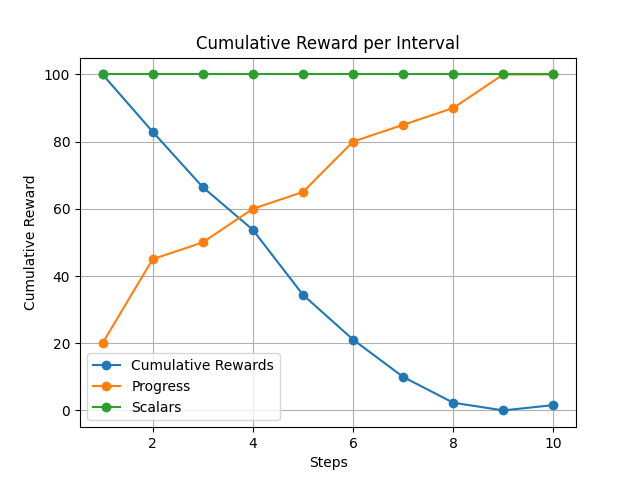 Cumulative Reward per Interval
Cumulative Reward
100
80
60
40
20
0
Cumulative Rewards
Progress
Scalars
2
4
6
8
10
Steps